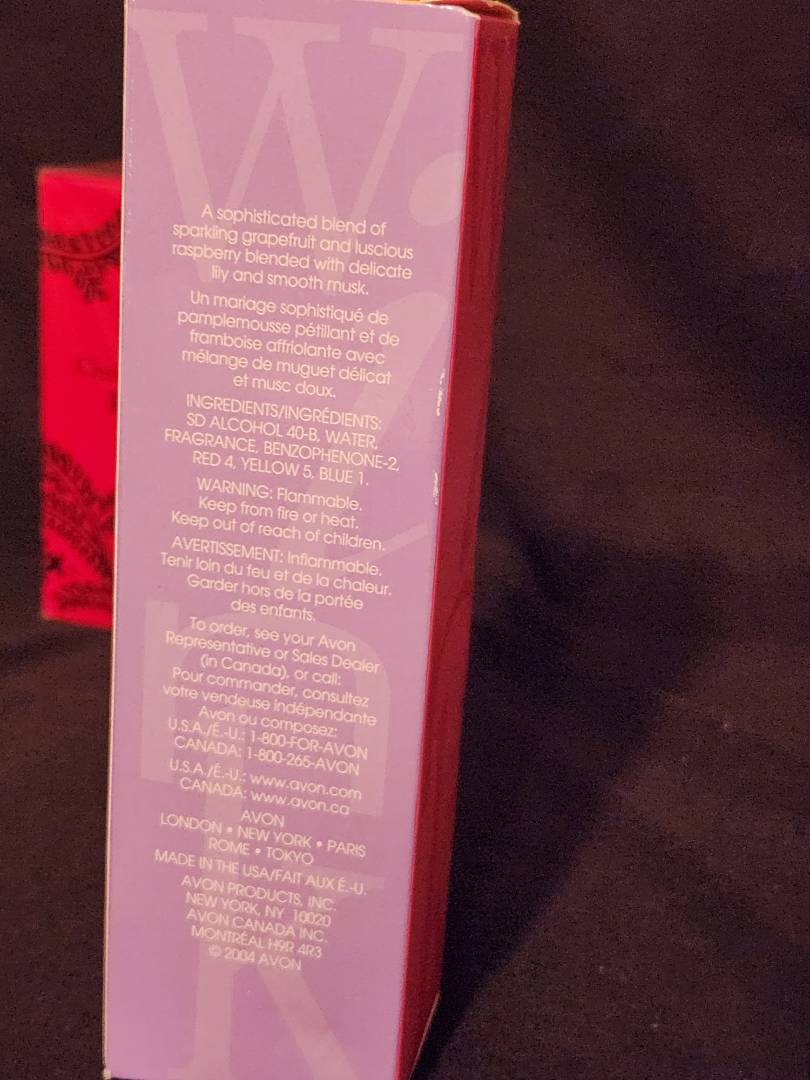 Wink
A sophisticated blend of
sparkling grapefruit and luscious
raspberry blended with delicate
lily and smooth musk.
Un mariage sophistiqué de
pamplemousse pétillant et de
framboise affriolante avec
mélange de muguet délicat
et musc doux.
INGREDIENTS/INGRÉDIENTS:
SD ALCOHOL 40-B, WATER,
FRAGRANCE, BENZOPHENONE-2,
RED 4, YELLOW 5, BLUE 1.
WARNING: Flammable.
Keep from fire or heat.
Keep out of reach of children.
AVERTISSEMENT: Inflammable.
Tenir loin du feu et de la chaleur.
Garder hors de la portée
des enfants.
To order, see your Avon
Representative or Sales Dealer
(in Canada), or call:
Pour commander, consultez
votre vendeuse indépendante
Avon ou composez:
U.S.A./É.-U.: 1-800-FOR-AVON
CANADA: 1-800-265-AVON
U.S.A./É.-U.: www.avon.com
CANADA: www.avon.ca
AVON
LONDON • NEW YORK • PARIS
ROME • TOKYO
MADE IN THE USA/FAIT AUX É.-U.
AVON PRODUCTS, INC.
NEW YORK, NY 10020
AVON CANADA INC.
MONTRÉAL H9R 4R3
© 2004 AVON